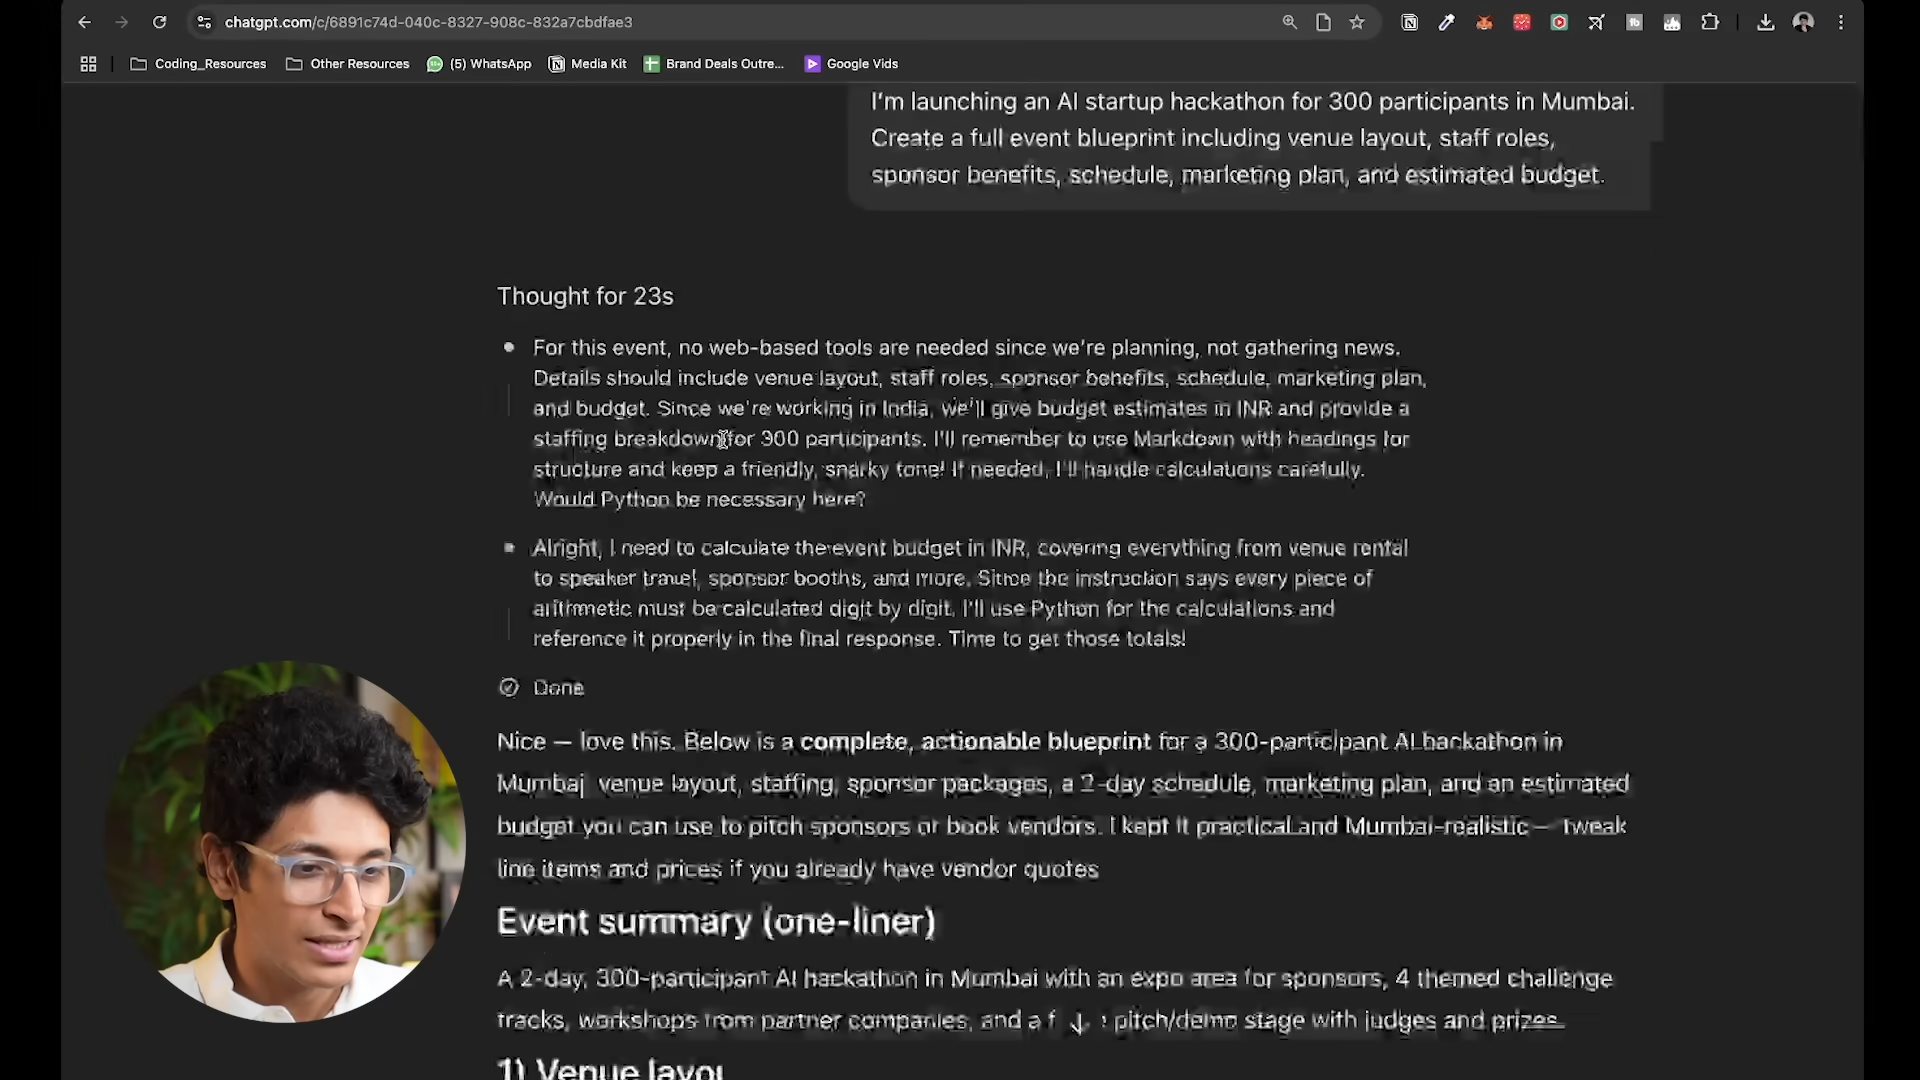 chatgpt.com/c/6891c74d-040c-8327-908c-832a7cbdfae3
Coding_Resources Other Resources (5) WhatsApp Media Kit Brand Deals Outre... Google Vids
I'm launching an AI startup hackathon for 300 participants in Mumbai.
Create a full event blueprint including venue layout, staff roles,
sponsor benefits, schedule, marketing plan, and estimated budget.
Thought for 23s
For this event, no web-based tools are needed since we're planning, not gathering news.
Details should include venue layout, staff roles, sponsor benefits, schedule, marketing plan,
and budget. Since we're working in India, we'll give budget estimates in INR and provide a
staffing breakdown for 300 participants. I'll remember to use Markdown with headings for
structure and keep a friendly, snarky tone! If needed, I'll handle calculations carefully.
Would Python be necessary here?
Alright, I need to calculate the event budget in INR, covering everything from venue rental
to speaker travel, sponsor booths, and more. Since the instruction says every piece of
arithmetic must be calculated digit by digit, I'll use Python for the calculations and
reference it properly in the final response. Time to get those totals!
Done
Nice — love this. Below is a complete, actionable blueprint for a 300-participant AI hackathon in
Mumbai venue layout, staffing, sponsor packages, a 2-day schedule, marketing plan, and an estimated
budget you can use to pitch sponsors or book vendors. I kept it practical and Mumbai-realistic — tweak
line items and prices if you already have vendor quotes
Event summary (one-liner)
A 2-day, 300-participant AI hackathon in Mumbai with an expo area for sponsors, 4 themed challenge
tracks, workshops from partner companies, and a f pitch/demo stage with judges and prizes.
1) Venue layou